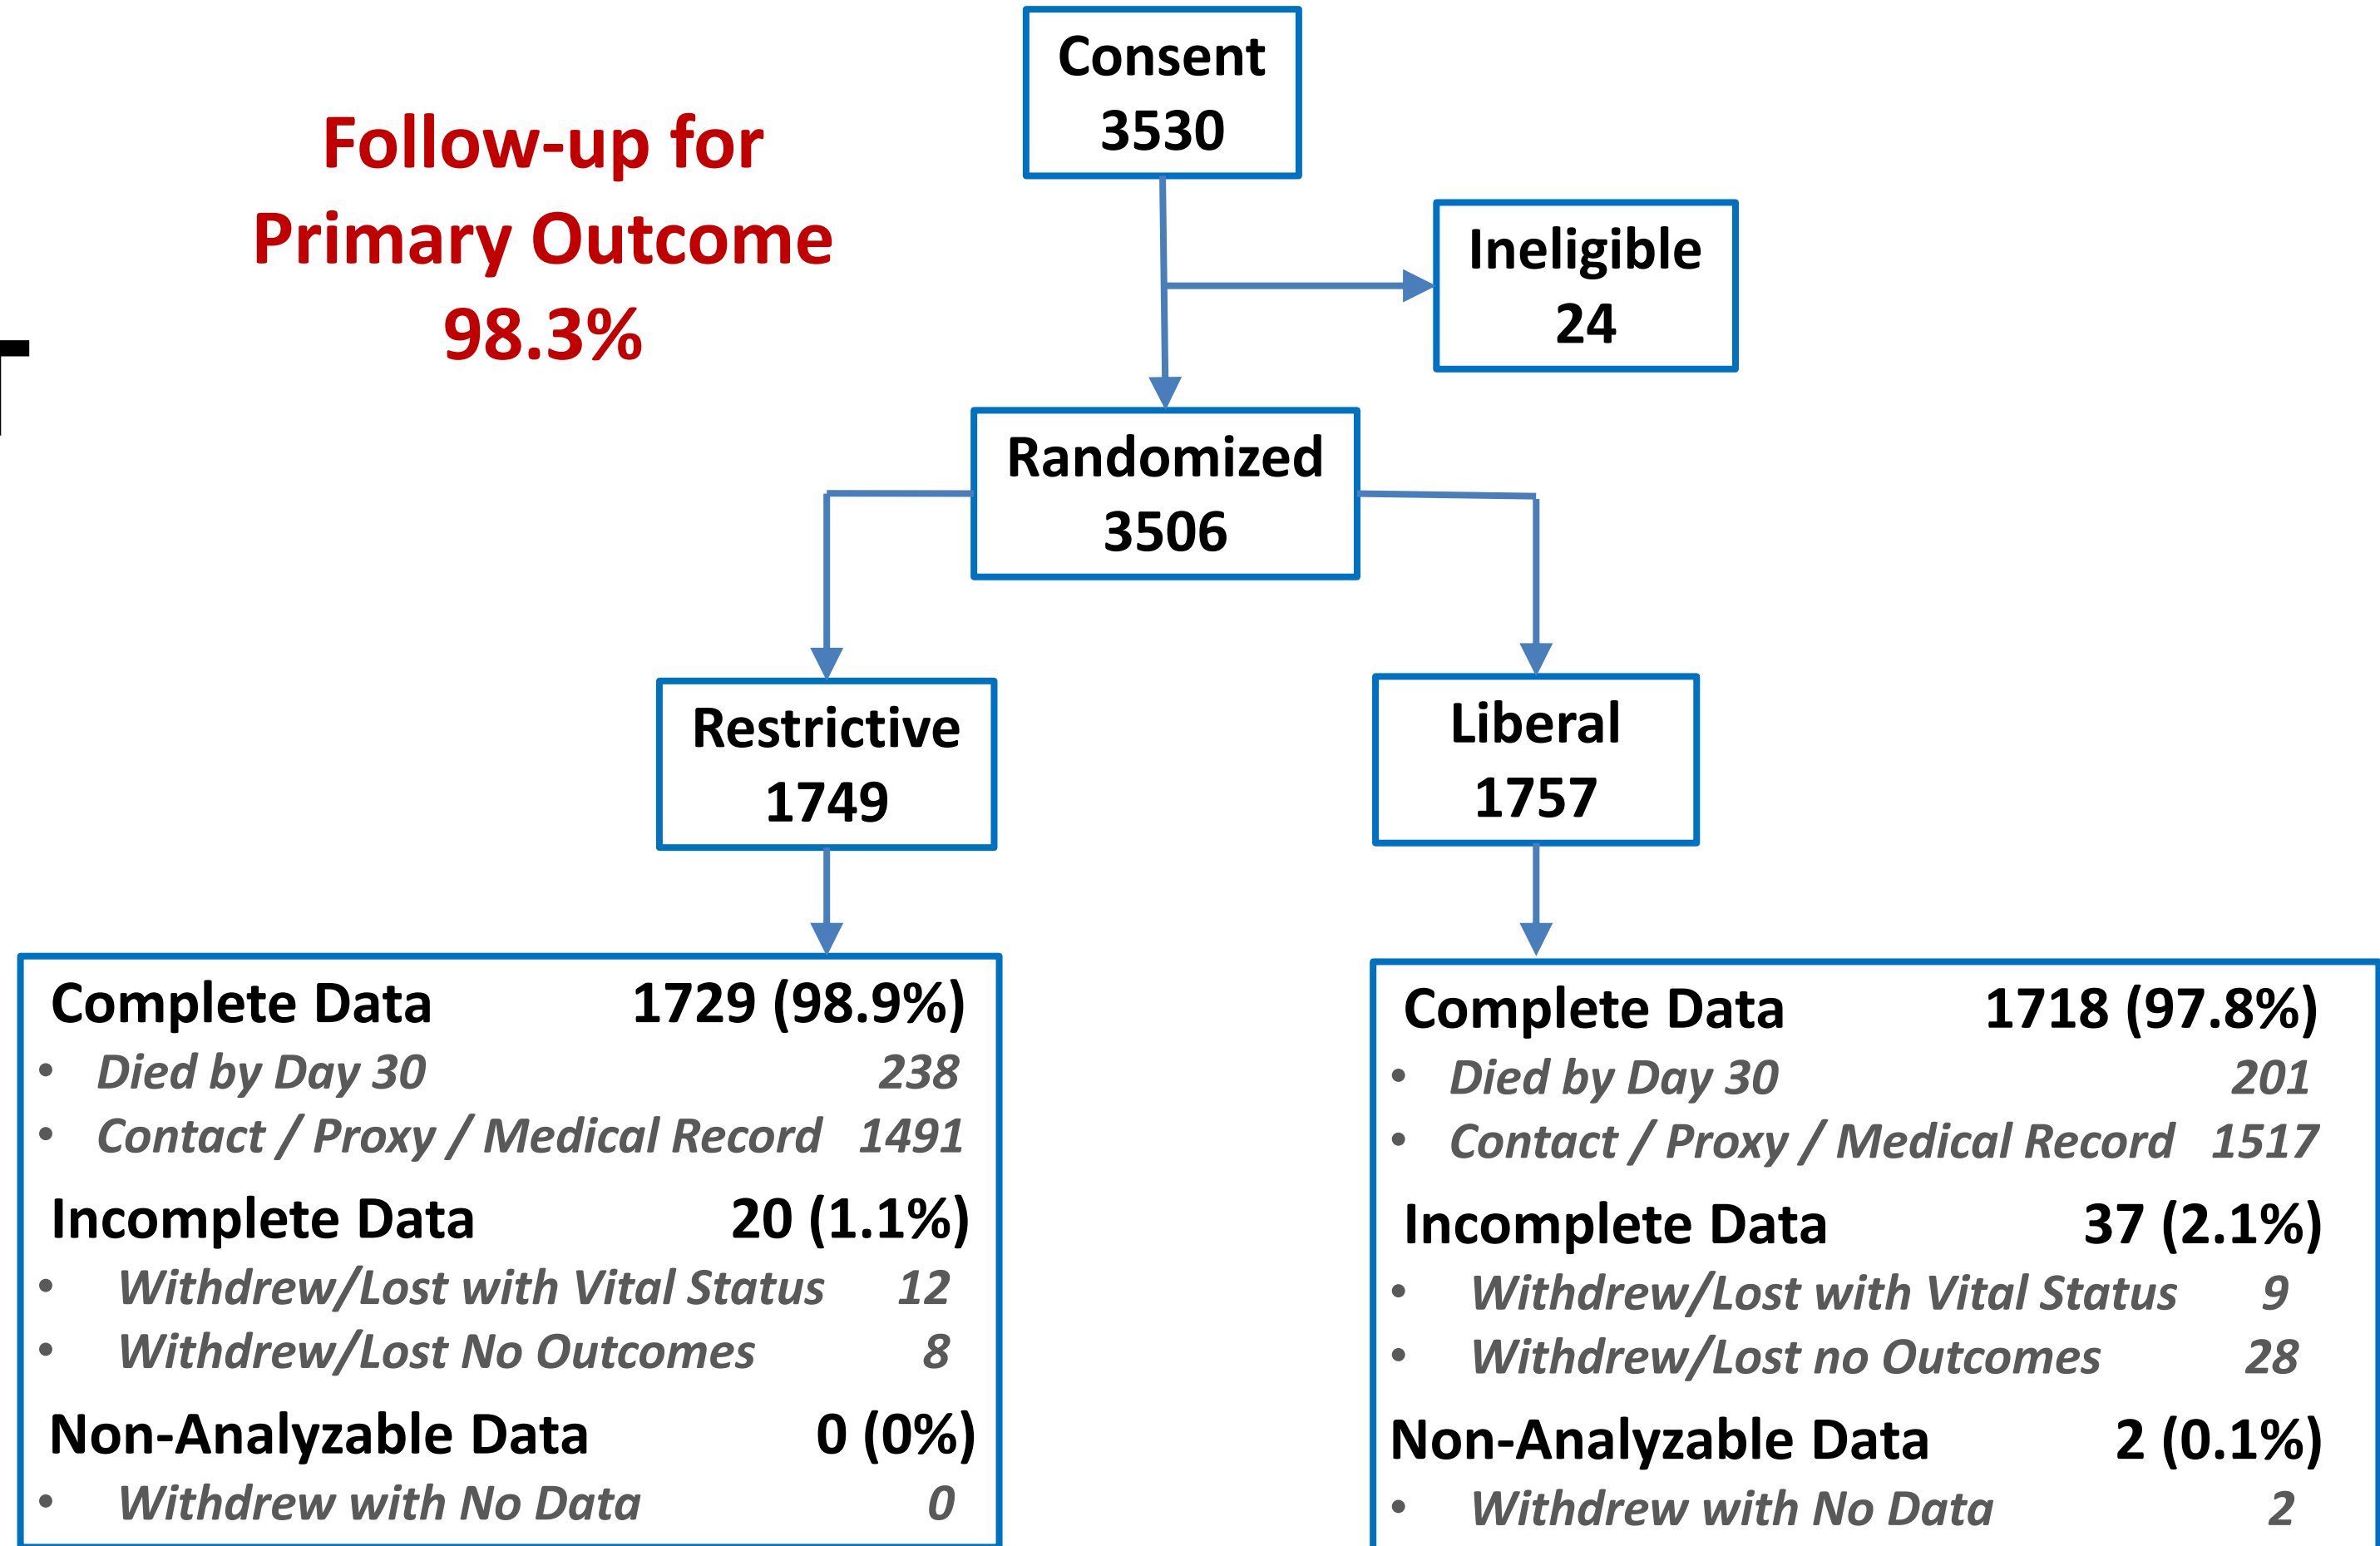 Follow-up for
Primary Outcome
98.3%
Consent
3530
Ineligible
24
Randomized
3506
Restrictive
1749
Liberal
1757
Complete Data 1729 (98.9%)
• Died by Day 30 238
• Contact / Proxy / Medical Record 1491
Incomplete Data 20 (1.1%)
• Withdrew/Lost with Vital Status 12
• Withdrew/Lost No Outcomes 8
Non-Analyzable Data 0 (0%)
• Withdrew with No Data 0
Complete Data 1718 (97.8%)
• Died by Day 30 201
• Contact / Proxy / Medical Record 1517
Incomplete Data 37 (2.1%)
• Withdrew/Lost with Vital Status 9
• Withdrew/Lost no Outcomes 28
Non-Analyzable Data 2 (0.1%)
• Withdrew with No Data 2